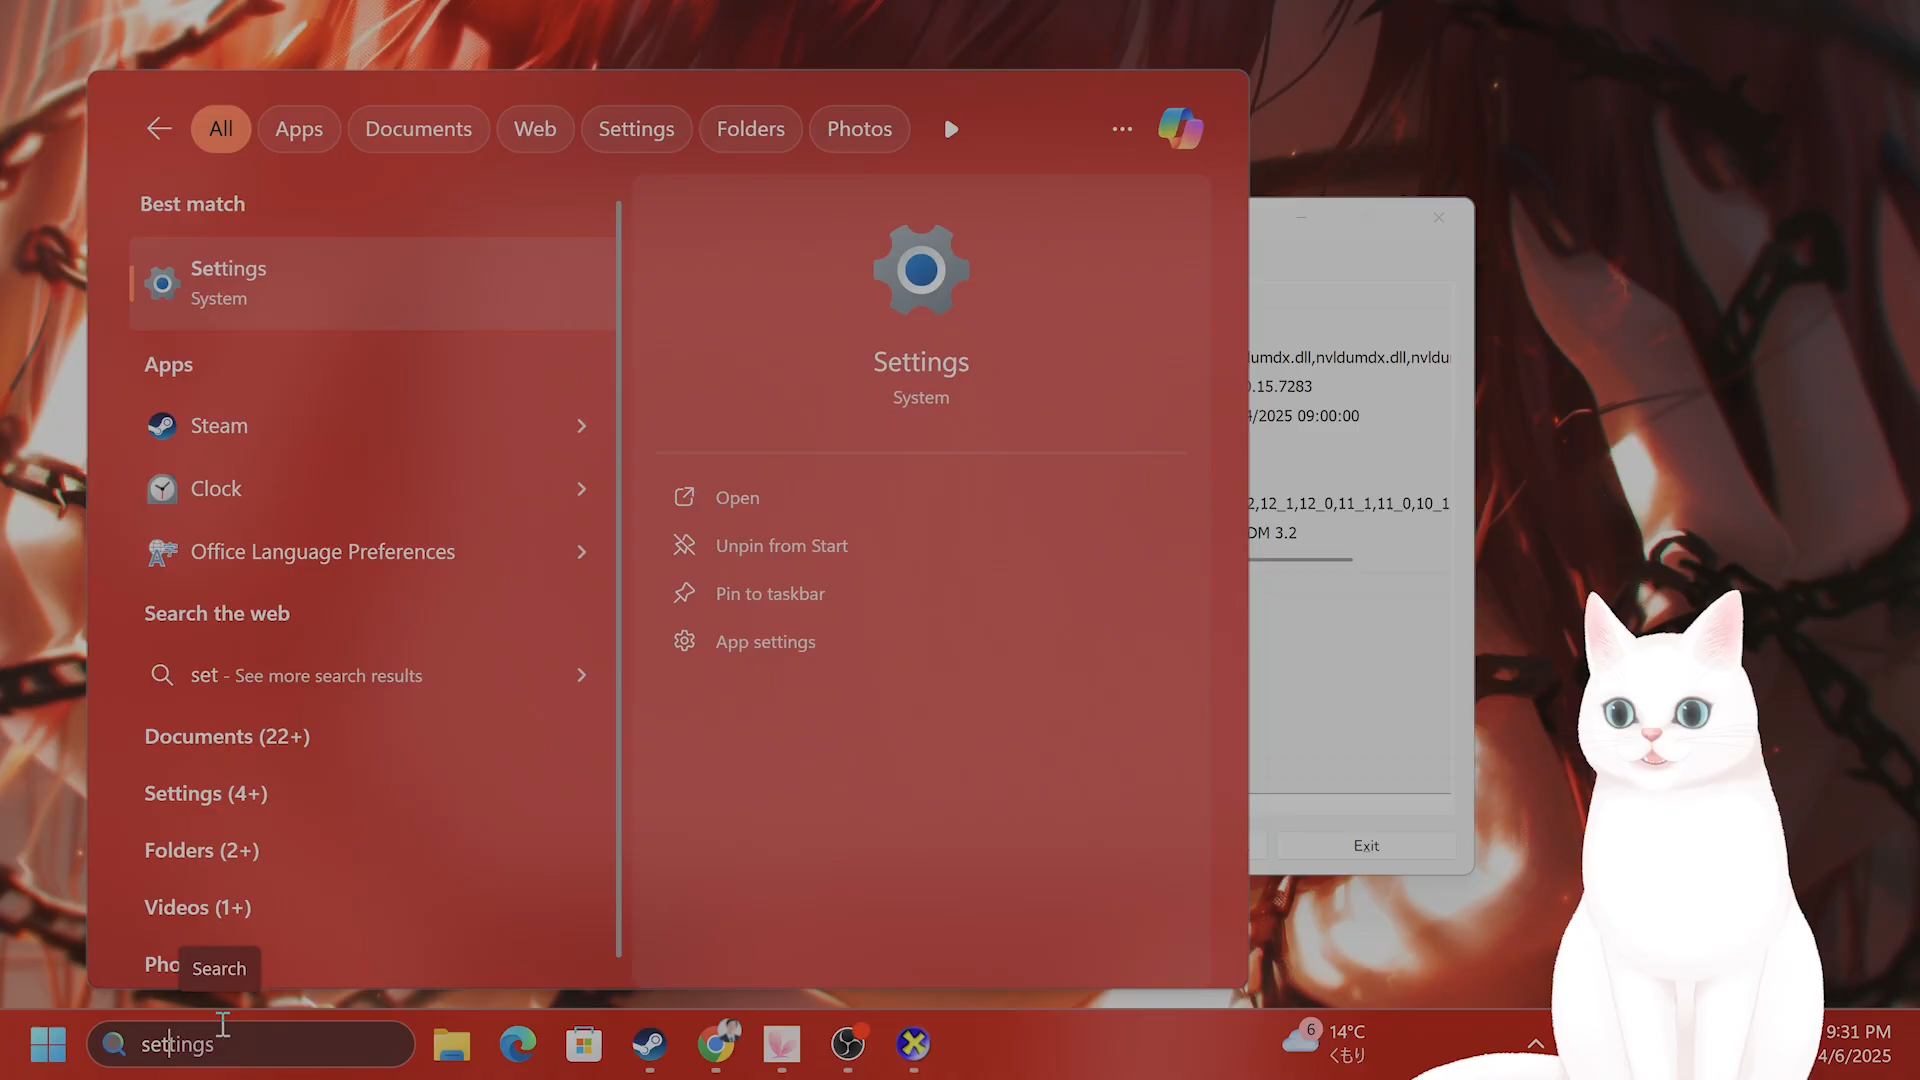 All
Apps
Documents
Web
Settings
Folders
Photos
Best match
Settings
System
Apps
Steam
Clock
Office Language Preferences
Search the web
set - See more search results
Documents (22+)
Settings (4+)
Folders (2+)
Videos (1+)
Pho
Search
Settings
System
Open
Unpin from Start
Pin to taskbar
App settings
umdx.dll,nvldumdx.dll,nvldu
.15.7283
/2025 09:00:00
2,12_1,12_0,11_1,11_0,10_1
DM 3.2
Exit
settings
6
14°C
くもり
9:31 PM
4/6/2025